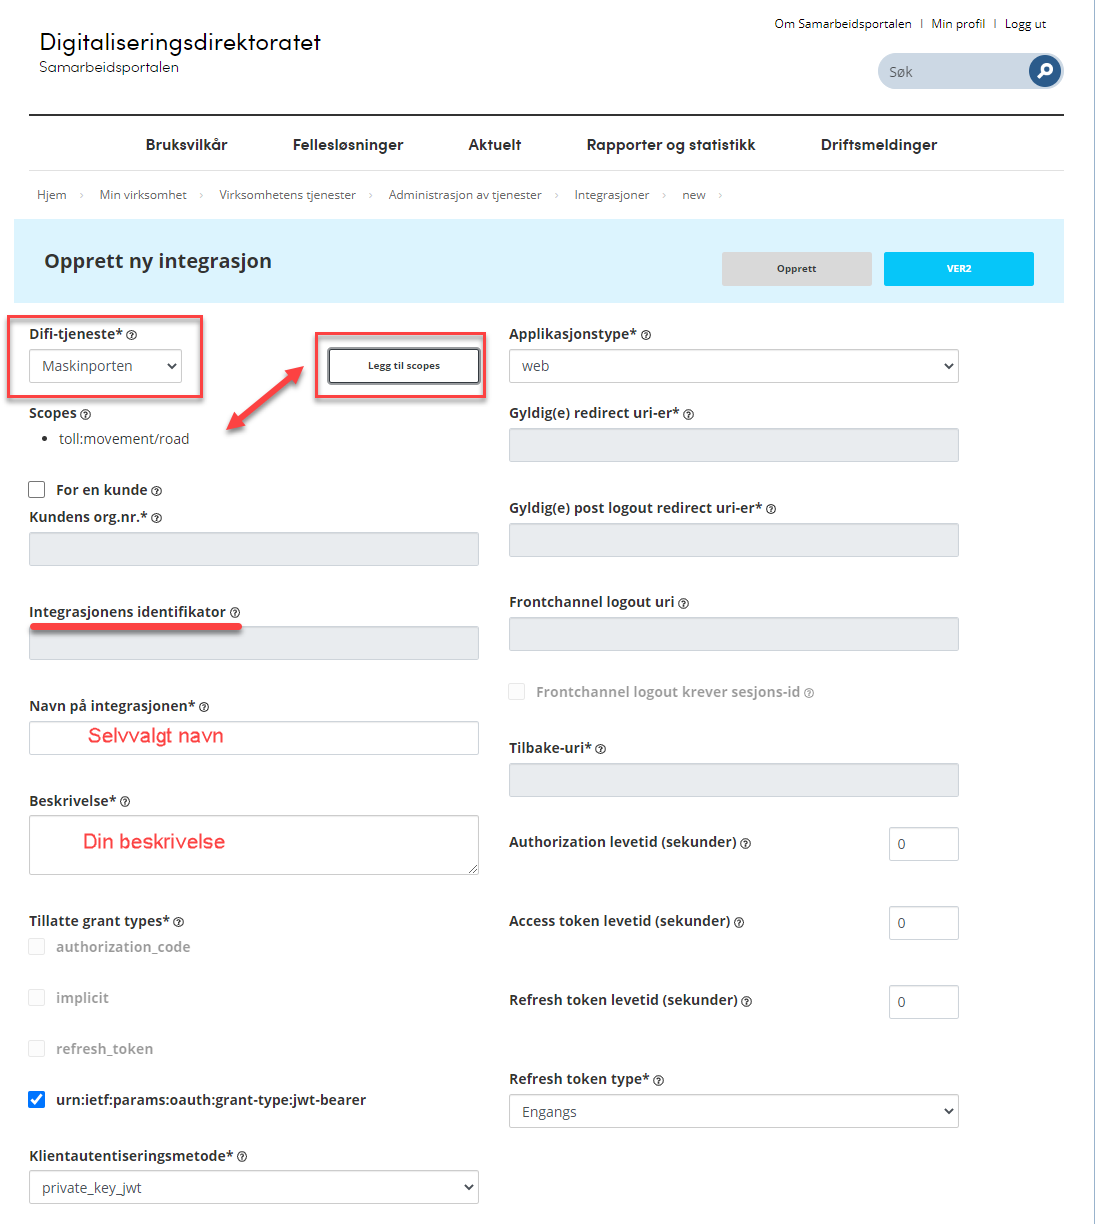 Om Samarbeidsportalen | Min profil | Logg ut
Digitaliseringsdirektoratet
Samarbeidsportalen
Søk
Bruksvilkår Fellesløsninger Aktuelt Rapporter og statistikk Driftsmeldinger
Hjem › Min virksomhet › Virksomhetens tjenester › Administrasjon av tjenester › Integrasjoner › new ›
Opprett ny integrasjon
Opprett
VER2
Difi-tjeneste*
Maskinporten
Legg til scopes
Scopes
• toll:movement/road
For en kunde
Kundens org.nr.*
Integrasjonens identifikator
Navn på integrasjonen*
Selvvalgt navn
Beskrivelse*
Din beskrivelse
Tillatte grant types*
authorization_code
implicit
refresh_token
urn:ietf:params:oauth:grant-type:jwt-bearer
Klientautentiseringsmetode*
private_key_jwt
Applikasjonstype*
web
Gyldig(e) redirect uri-er*
Gyldig(e) post logout redirect uri-er*
Frontchannel logout uri
Frontchannel logout krever sesjons-id
Tilbake-uri*
Authorization levetid (sekunder)
0
Access token levetid (sekunder)
0
Refresh token levetid (sekunder)
0
Refresh token type*
Engangs